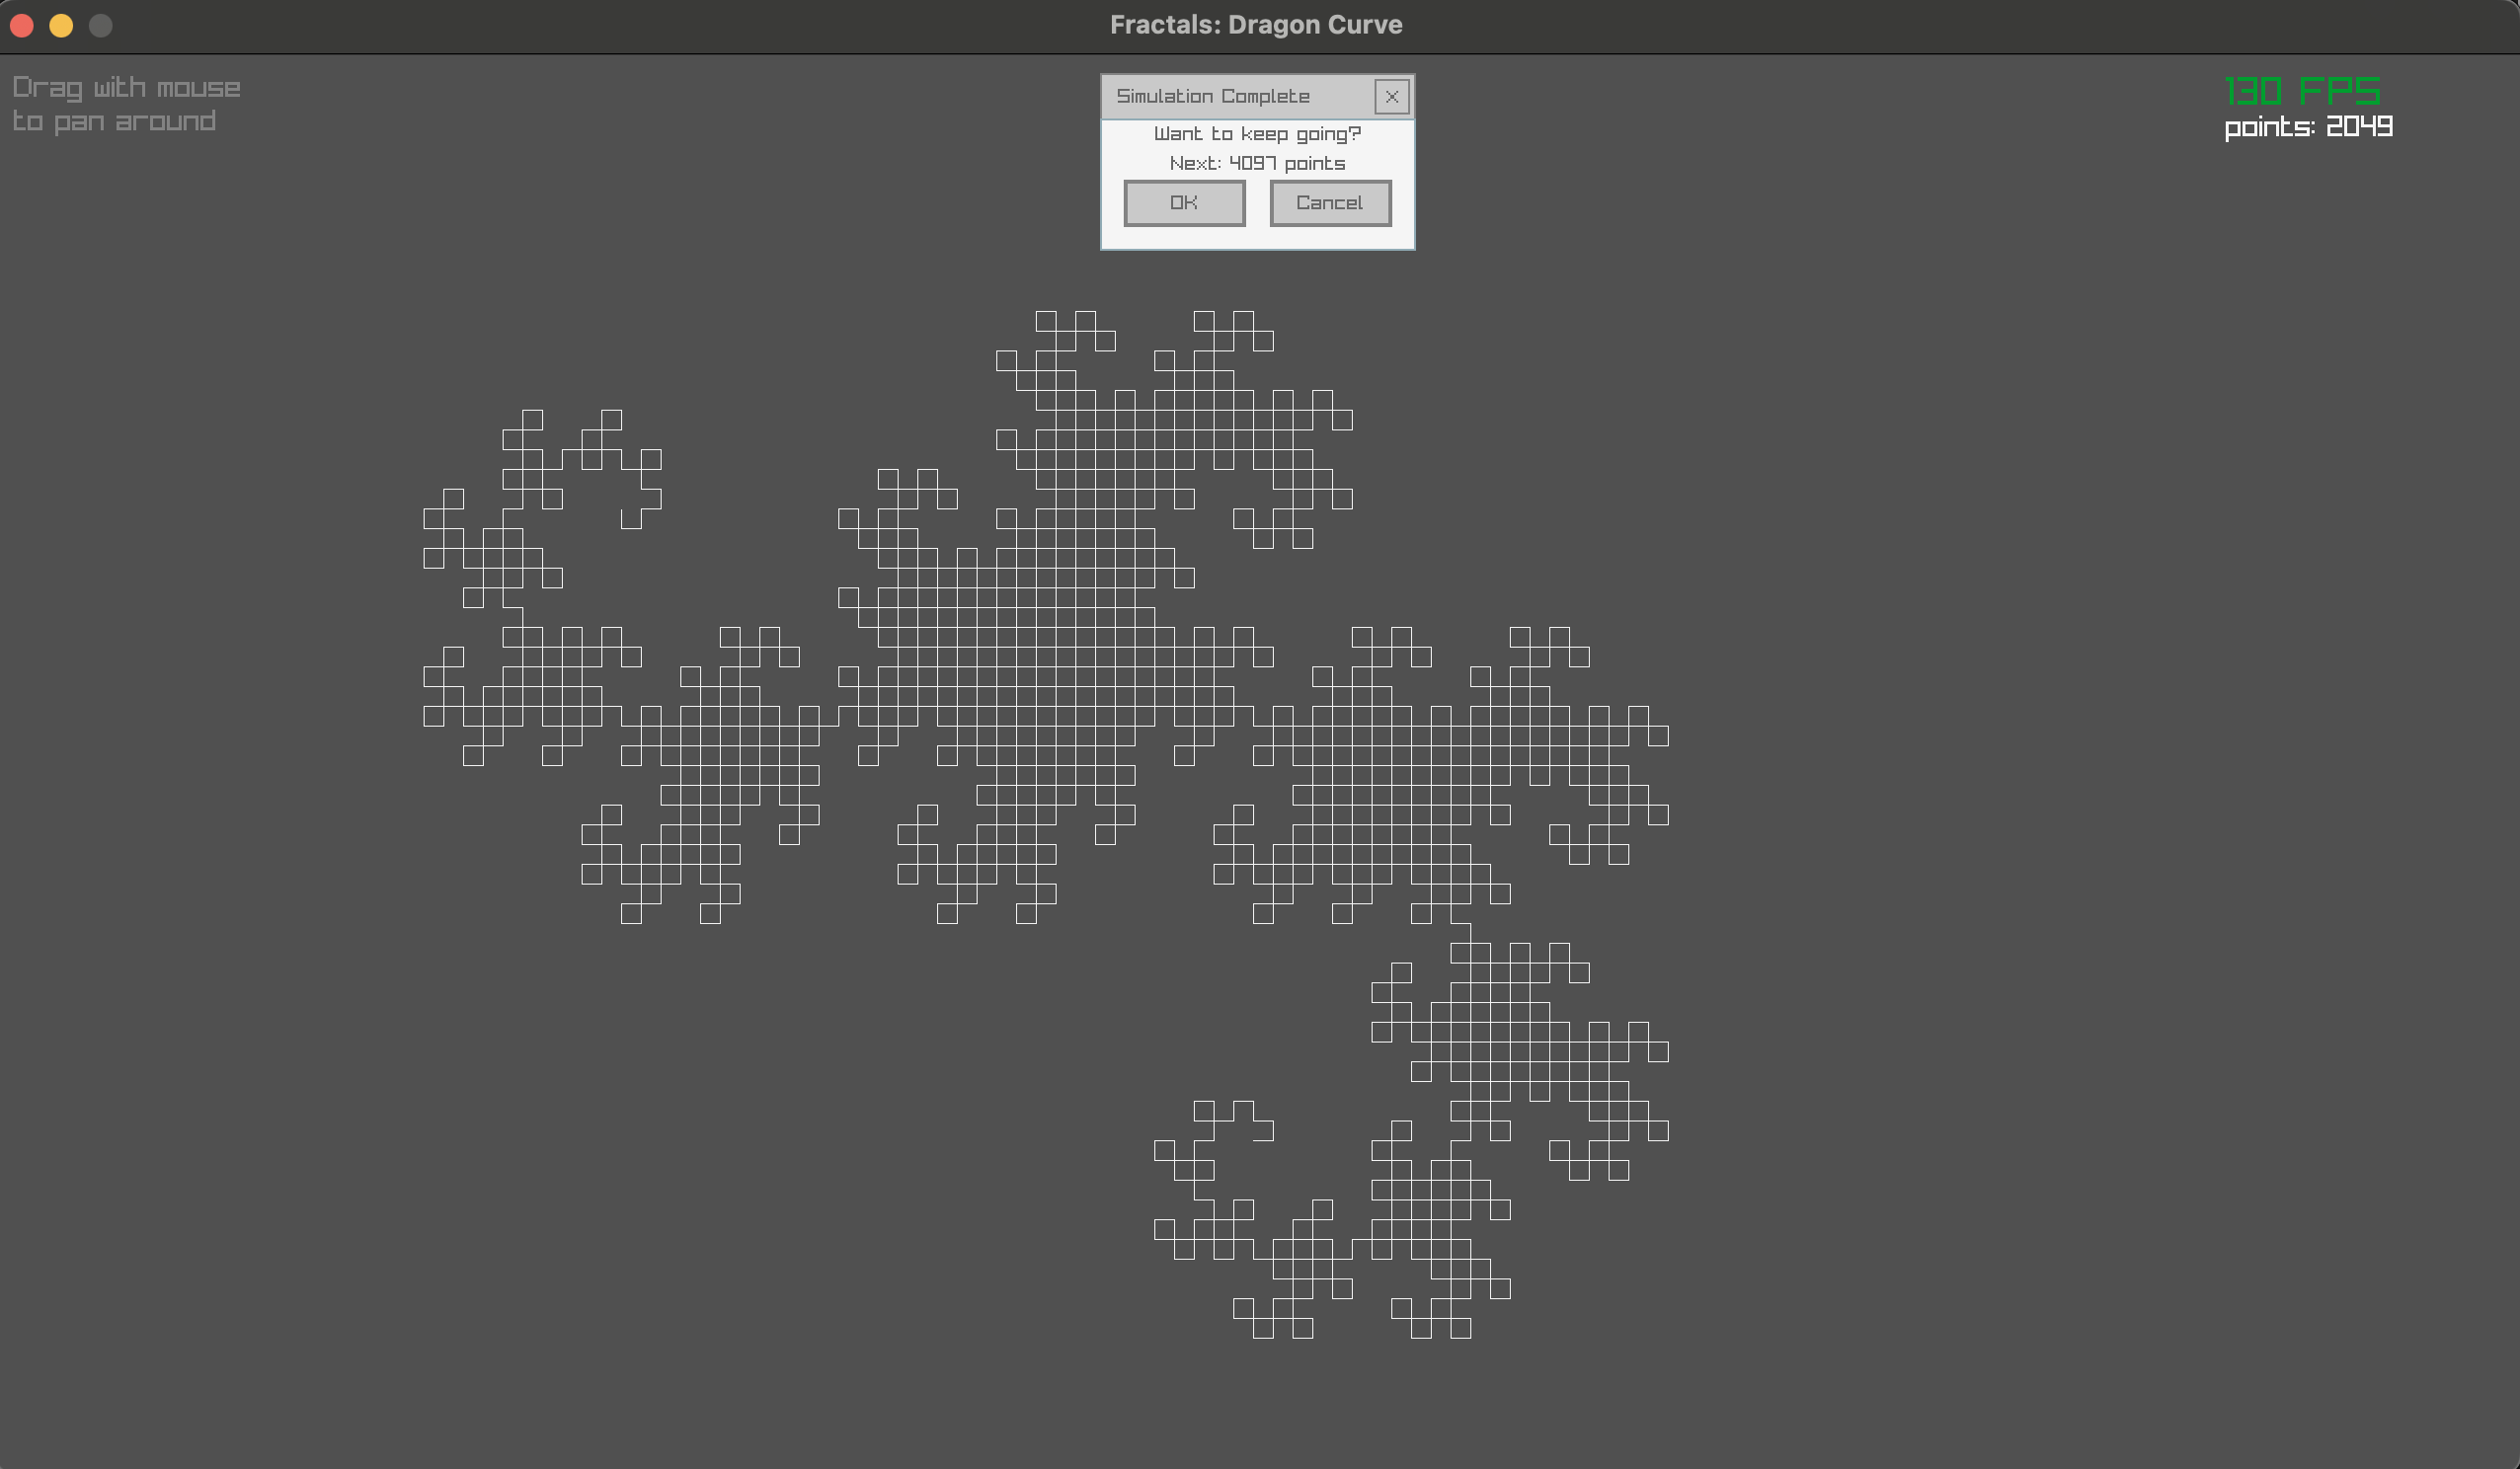 Fractals: Dragon Curve
Drag with mouse
to pan around
Simulation Complete
Want to keep going?
Next: 4097 points
OK
Cancel
130 FPS
points: 2049